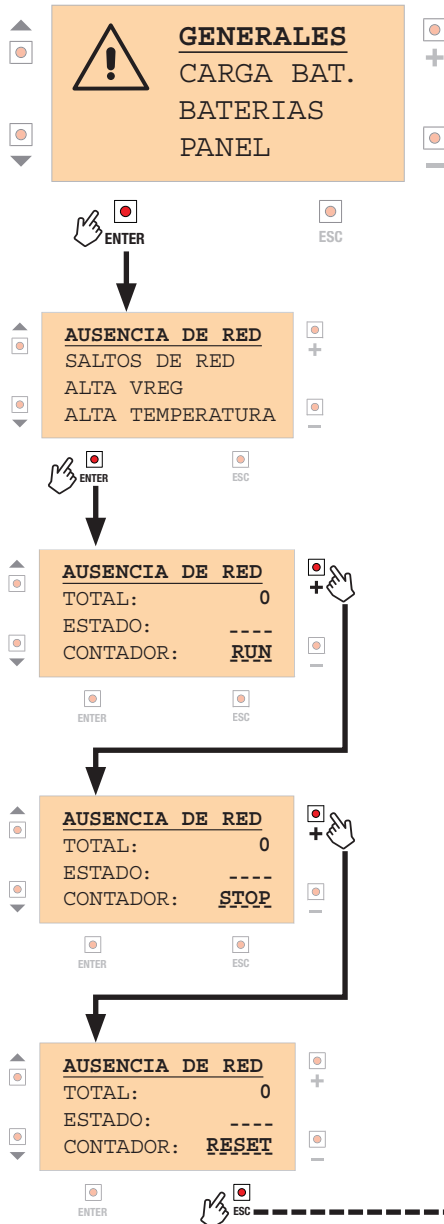 GENERALES
CARGA BAT.
BATERIAS
PANEL
+
−
ENTER
ESC
AUSENCIA DE RED
SALTOS DE RED
ALTA VREG
ALTA TEMPERATURA
+
−
ENTER
ESC
AUSENCIA DE RED
TOTAL: 0
ESTADO: ----
CONTADOR: RUN
+
−
ENTER
ESC
AUSENCIA DE RED
TOTAL: 0
ESTADO: ----
CONTADOR: STOP
+
−
ENTER
ESC
AUSENCIA DE RED
TOTAL: 0
ESTADO: ----
CONTADOR: RESET
+
−
ENTER
ESC